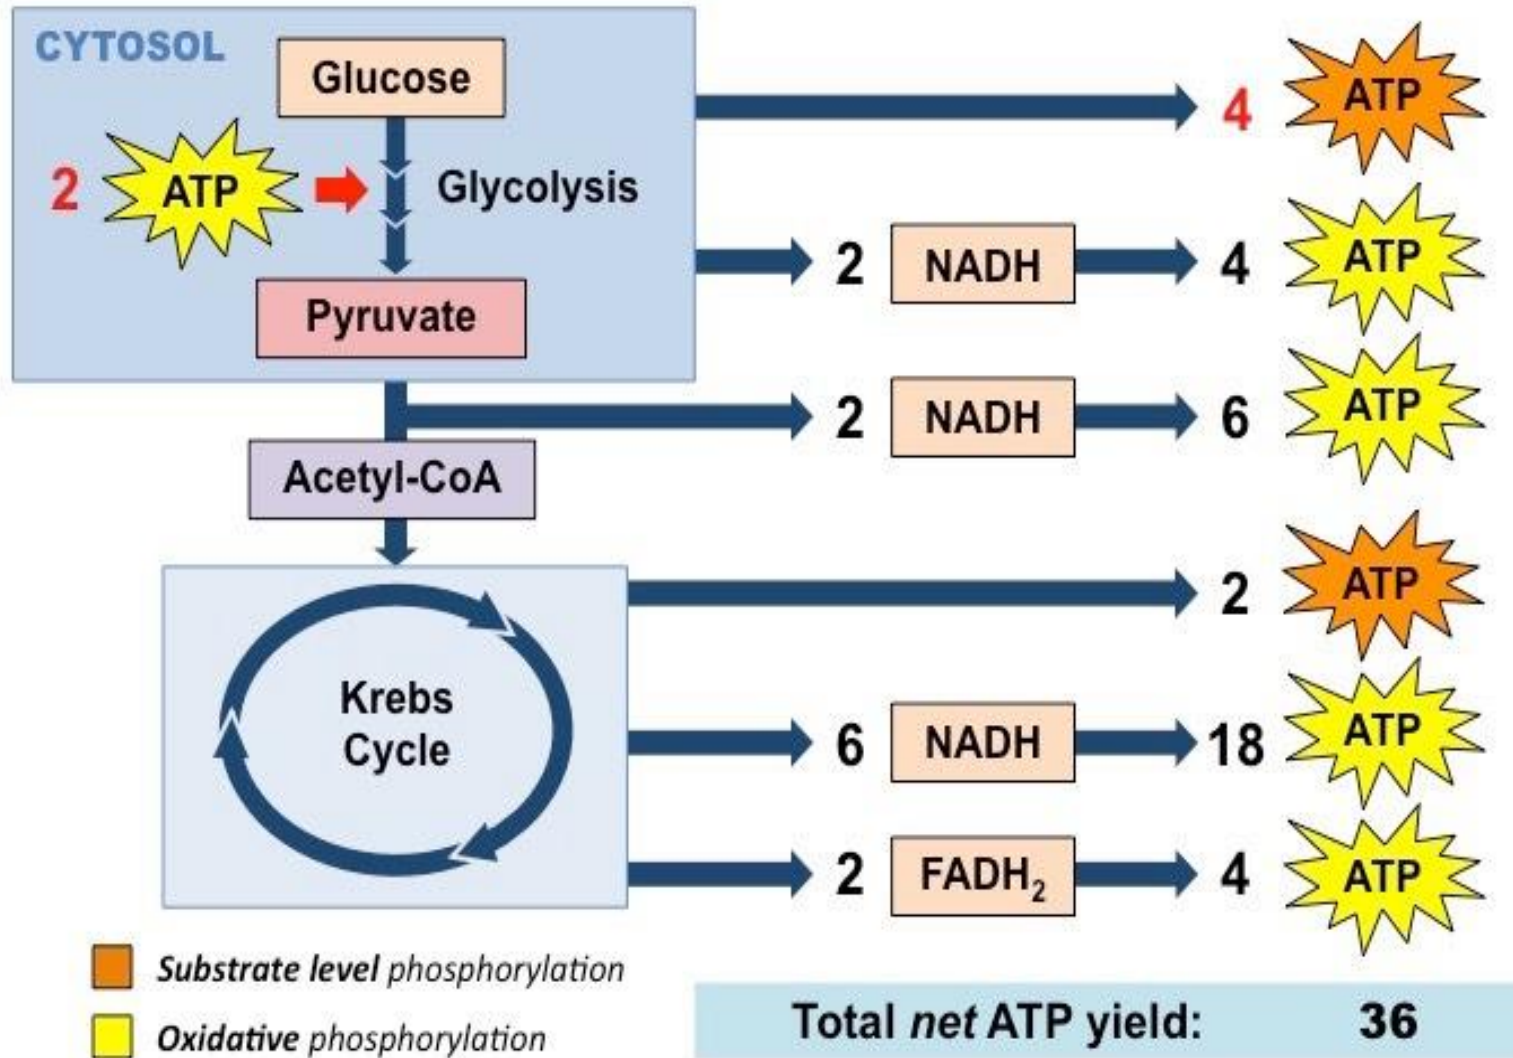 CYTOSOL
Glucose
4 ATP
2 ATP
Glycolysis
2 NADH 4 ATP
Pyruvate
2 NADH 6 ATP
Acetyl-CoA
2 ATP
Krebs
Cycle
6 NADH 18 ATP
2 FADH₂ 4 ATP
Substrate level phosphorylation
Oxidative phosphorylation
Total net ATP yield: 36